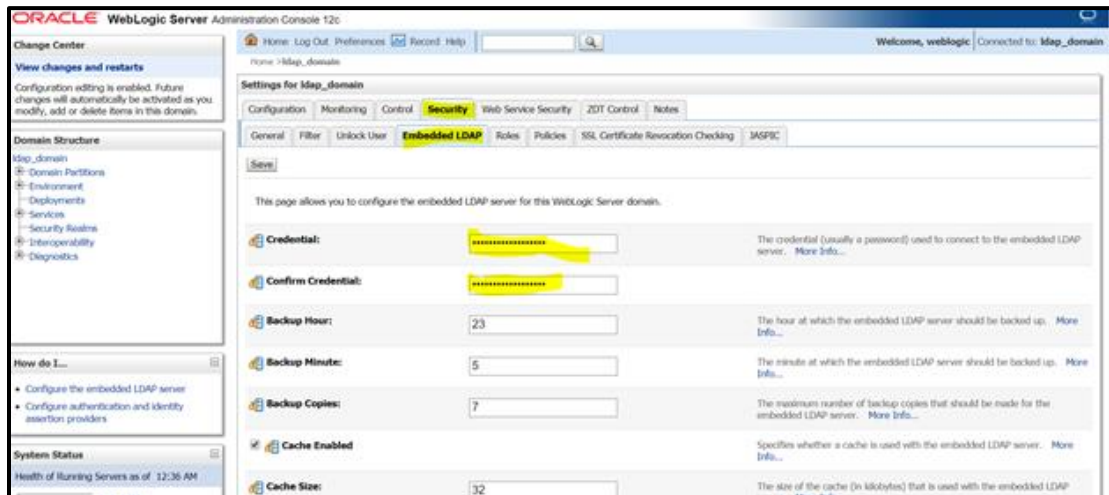 ORACLE WebLogic Server Administration Console 12c
Change Center
View changes and restarts
Configuration editing is enabled. Future
changes will automatically be activated as you
modify, add or delete items in this domain.
Domain Structure
ldap_domain
Domain Partitions
Environment
Deployments
Services
Security Realms
Interoperability
Diagnostics
How do I...
Configure the embedded LDAP server
Configure authentication and identity
assertion providers
System Status
Health of Running Servers as of 12:36 AM
Home Log Out Preferences Record Help
Welcome, weblogic Connected to: ldap_domain
Home >ldap_domain
Settings for ldap_domain
Configuration Monitoring Control Security Web Service Security ZDT Control Notes
General Filter Unlock User Embedded LDAP Roles Policies SSL Certificate Revocation Checking JASPIC
Save
This page allows you to configure the embedded LDAP server for this WebLogic Server domain.
Credential: •••••••••••••••••• The credential (usually a password) used to connect to the embedded LDAP
server. More Info...
Confirm Credential: ••••••••••••••••••
Backup Hour: 23 The hour at which the embedded LDAP server should be backed up. More
Info...
Backup Minute: 5 The minute at which the embedded LDAP server should be backed up. More
Info...
Backup Copies: 7 The maximum number of backup copies that should be made for the
embedded LDAP server. More Info...
Cache Enabled Specifies whether a cache is used with the embedded LDAP server. More
Info...
Cache Size: 32 The size of the cache (in kilobytes) that is used with the embedded LDAP